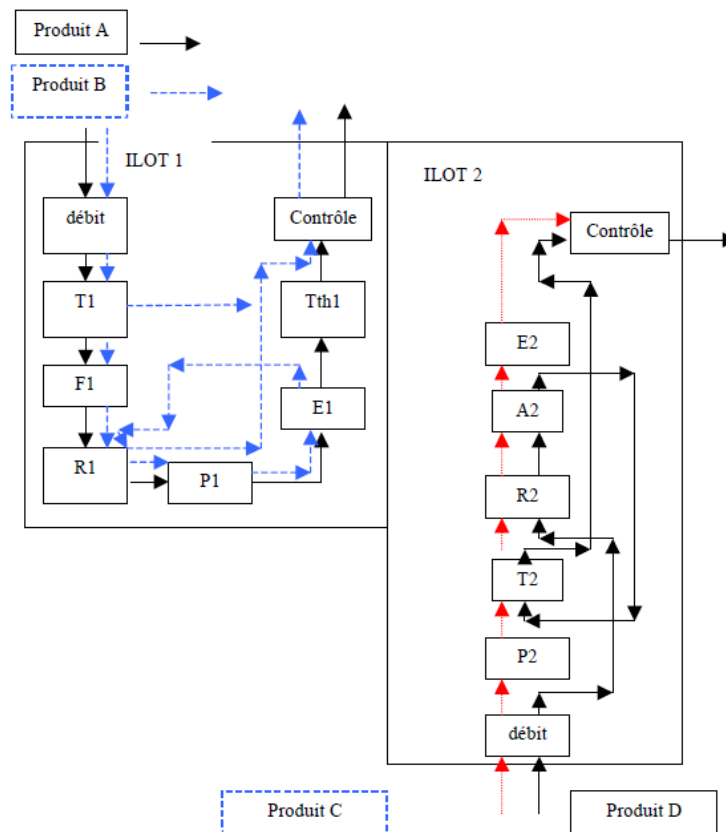 Produit A
Produit B
ILOT 1
débit
T1
F1
R1
P1
E1
Tth1
Contrôle
ILOT 2
Contrôle
E2
A2
R2
T2
P2
débit
Produit C
Produit D